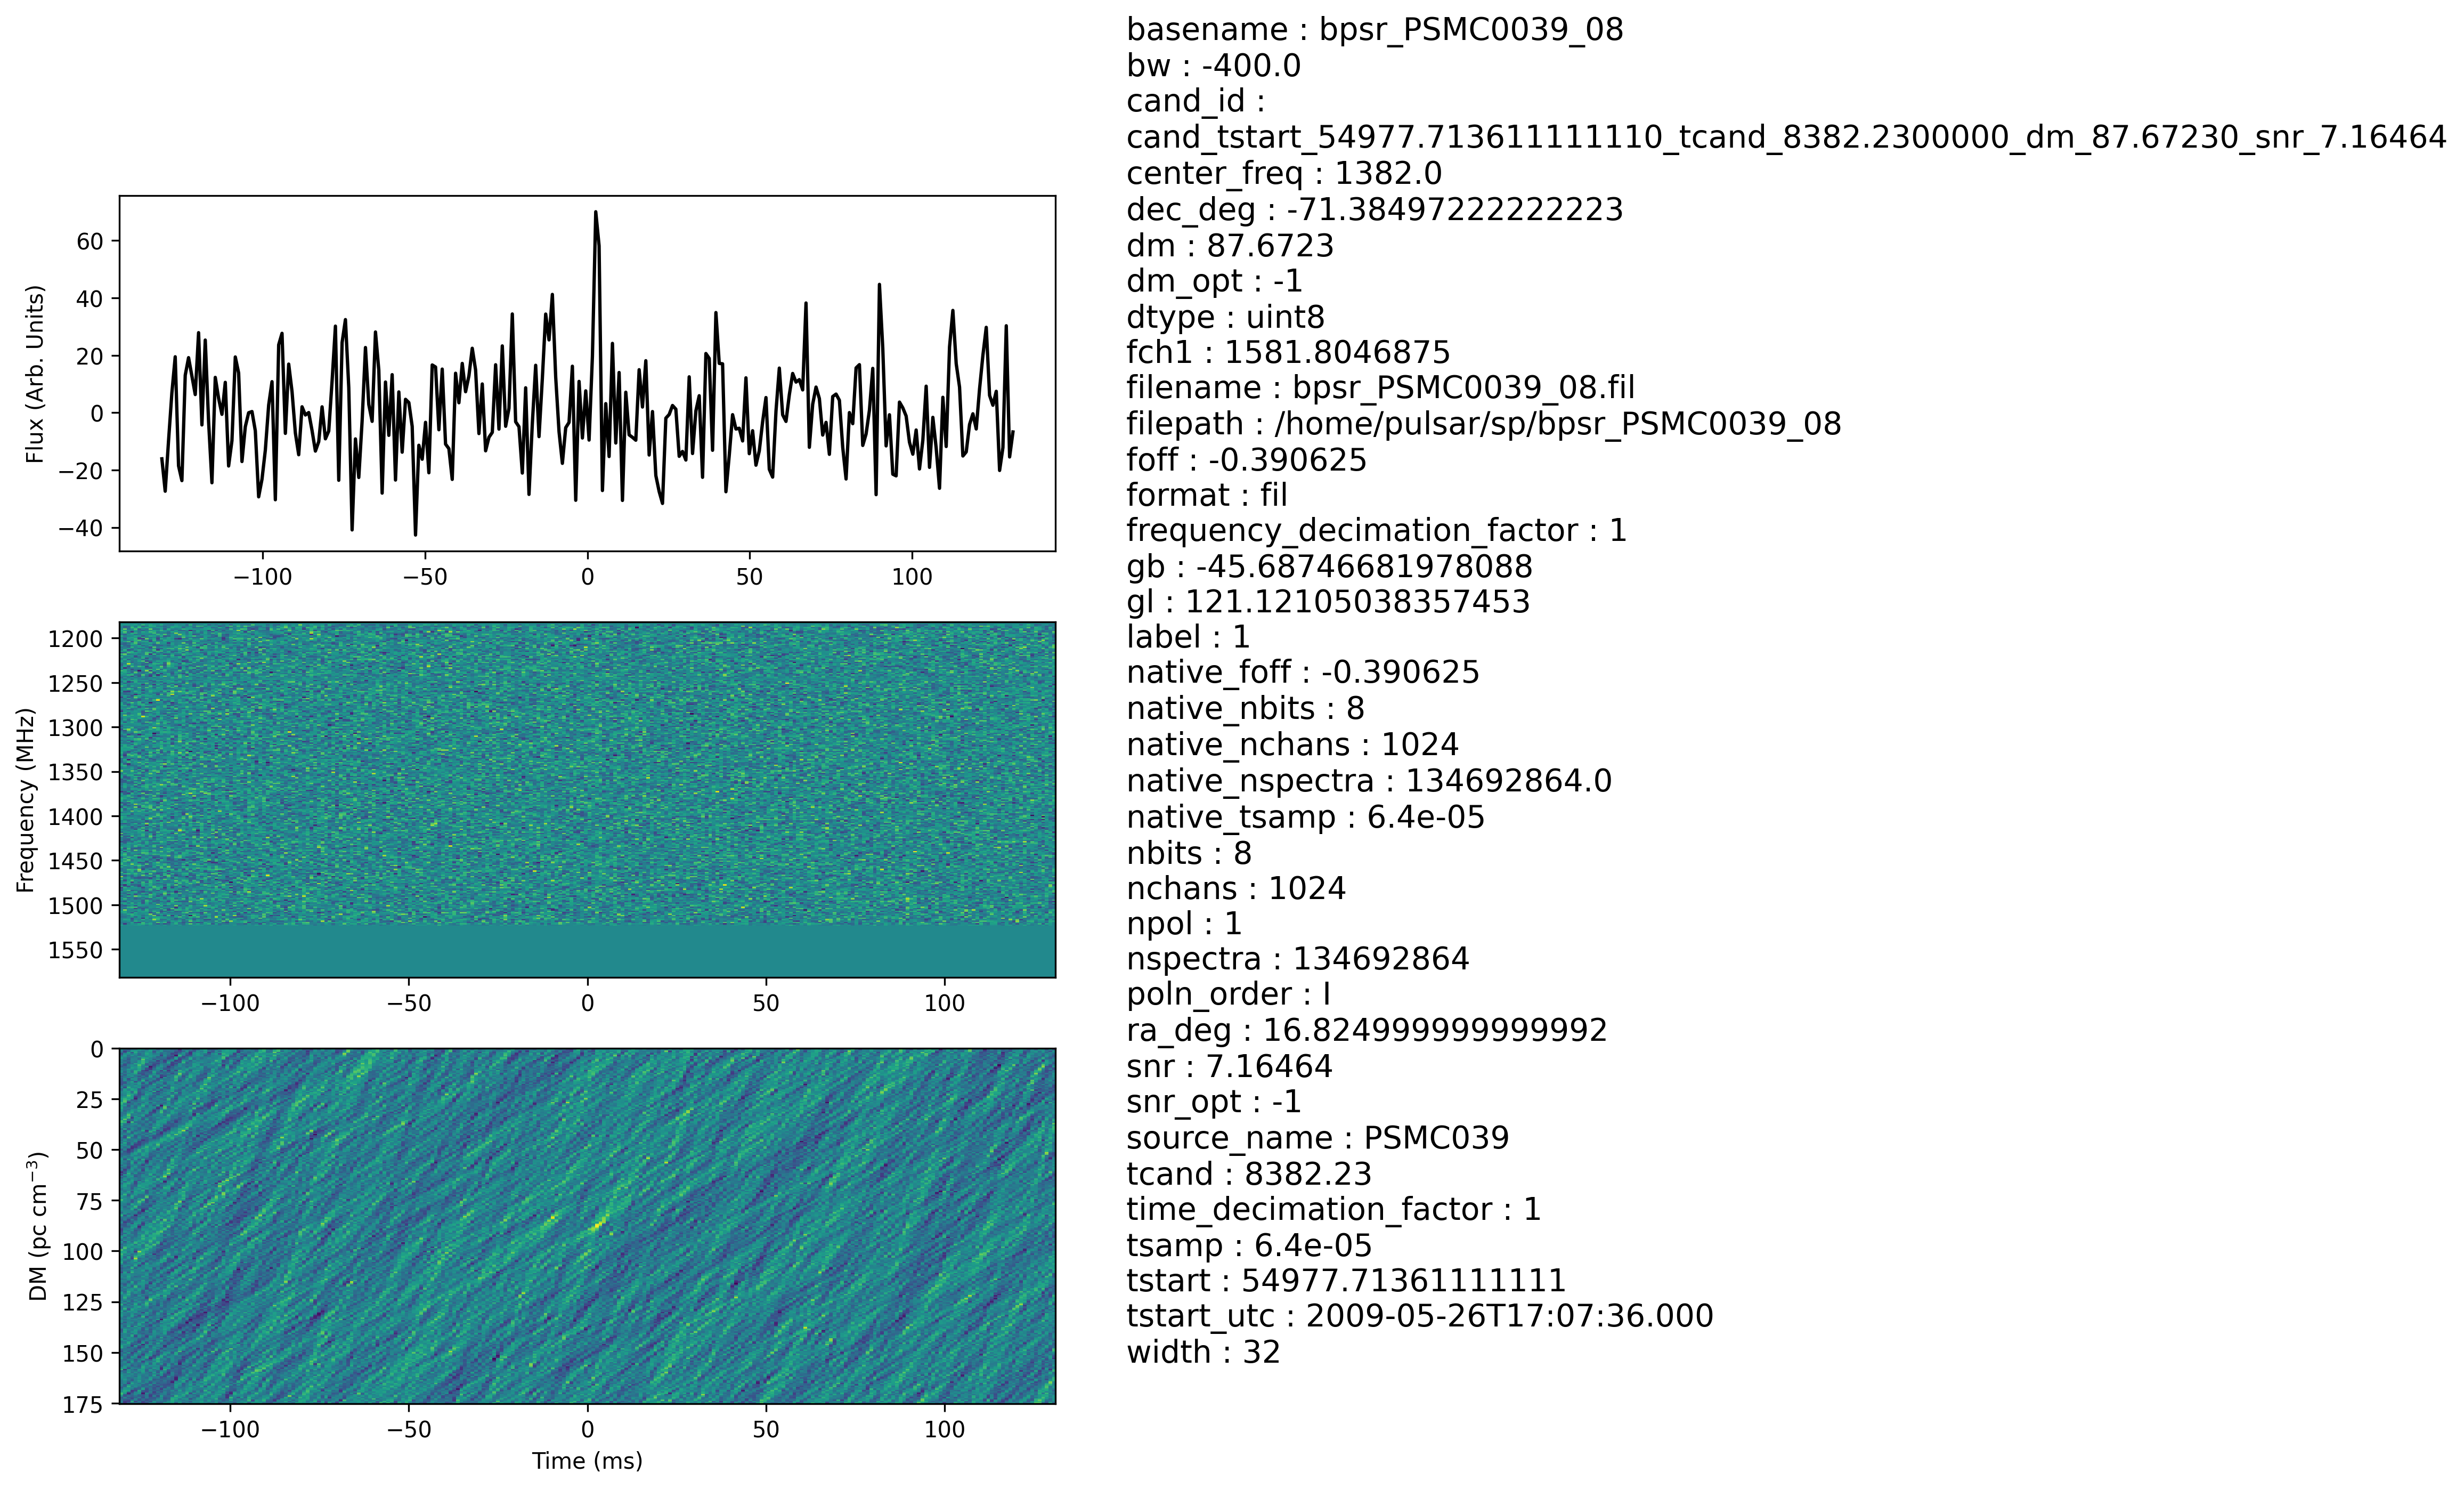 basename : bpsr_PSMC0039_08
bw : -400.0
cand_id :
cand_tstart_54977.713611111110_tcand_8382.2300000_dm_87.67230_snr_7.16464
center_freq : 1382.0
dec_deg : -71.38497222222223
dm : 87.6723
dm_opt : -1
dtype : uint8
fch1 : 1581.8046875
filename : bpsr_PSMC0039_08.fil
filepath : /home/pulsar/sp/bpsr_PSMC0039_08
foff : -0.390625
format : fil
frequency_decimation_factor : 1
gb : -45.68746681978088
gl : 121.12105038357453
label : 1
native_foff : -0.390625
native_nbits : 8
native_nchans : 1024
native_nspectra : 134692864.0
native_tsamp : 6.4e-05
nbits : 8
nchans : 1024
npol : 1
nspectra : 134692864
poln_order : I
ra_deg : 16.824999999999992
snr : 7.16464
snr_opt : -1
source_name : PSMC039
tcand : 8382.23
time_decimation_factor : 1
tsamp : 6.4e-05
tstart : 54977.71361111111
tstart_utc : 2009-05-26T17:07:36.000
width : 32
Flux (Arb. Units)
60
40
20
0
−20
−40
−100 −50 0 50 100
Frequency (MHz)
1200
1250
1300
1350
1400
1450
1500
1550
−100 −50 0 50 100
DM (pc cm⁻³)
0
25
50
75
100
125
150
175
−100 −50 0 50 100
Time (ms)